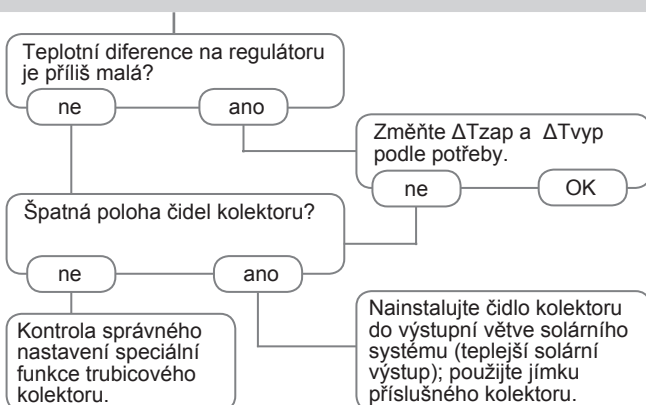 Teplotní diference na regulátoru
je příliš malá?
ne
ano
Změňte ΔTzap a ΔTvyp
podle potřeby.
ne
OK
Špatná poloha čidel kolektoru?
ne
ano
Kontrola správného
nastavení speciální
funkce trubicového
kolektoru.
Nainstalujte čidlo kolektoru
do výstupní větve solárního
systému (teplejší solární
výstup); použijte jímku
příslušného kolektoru.